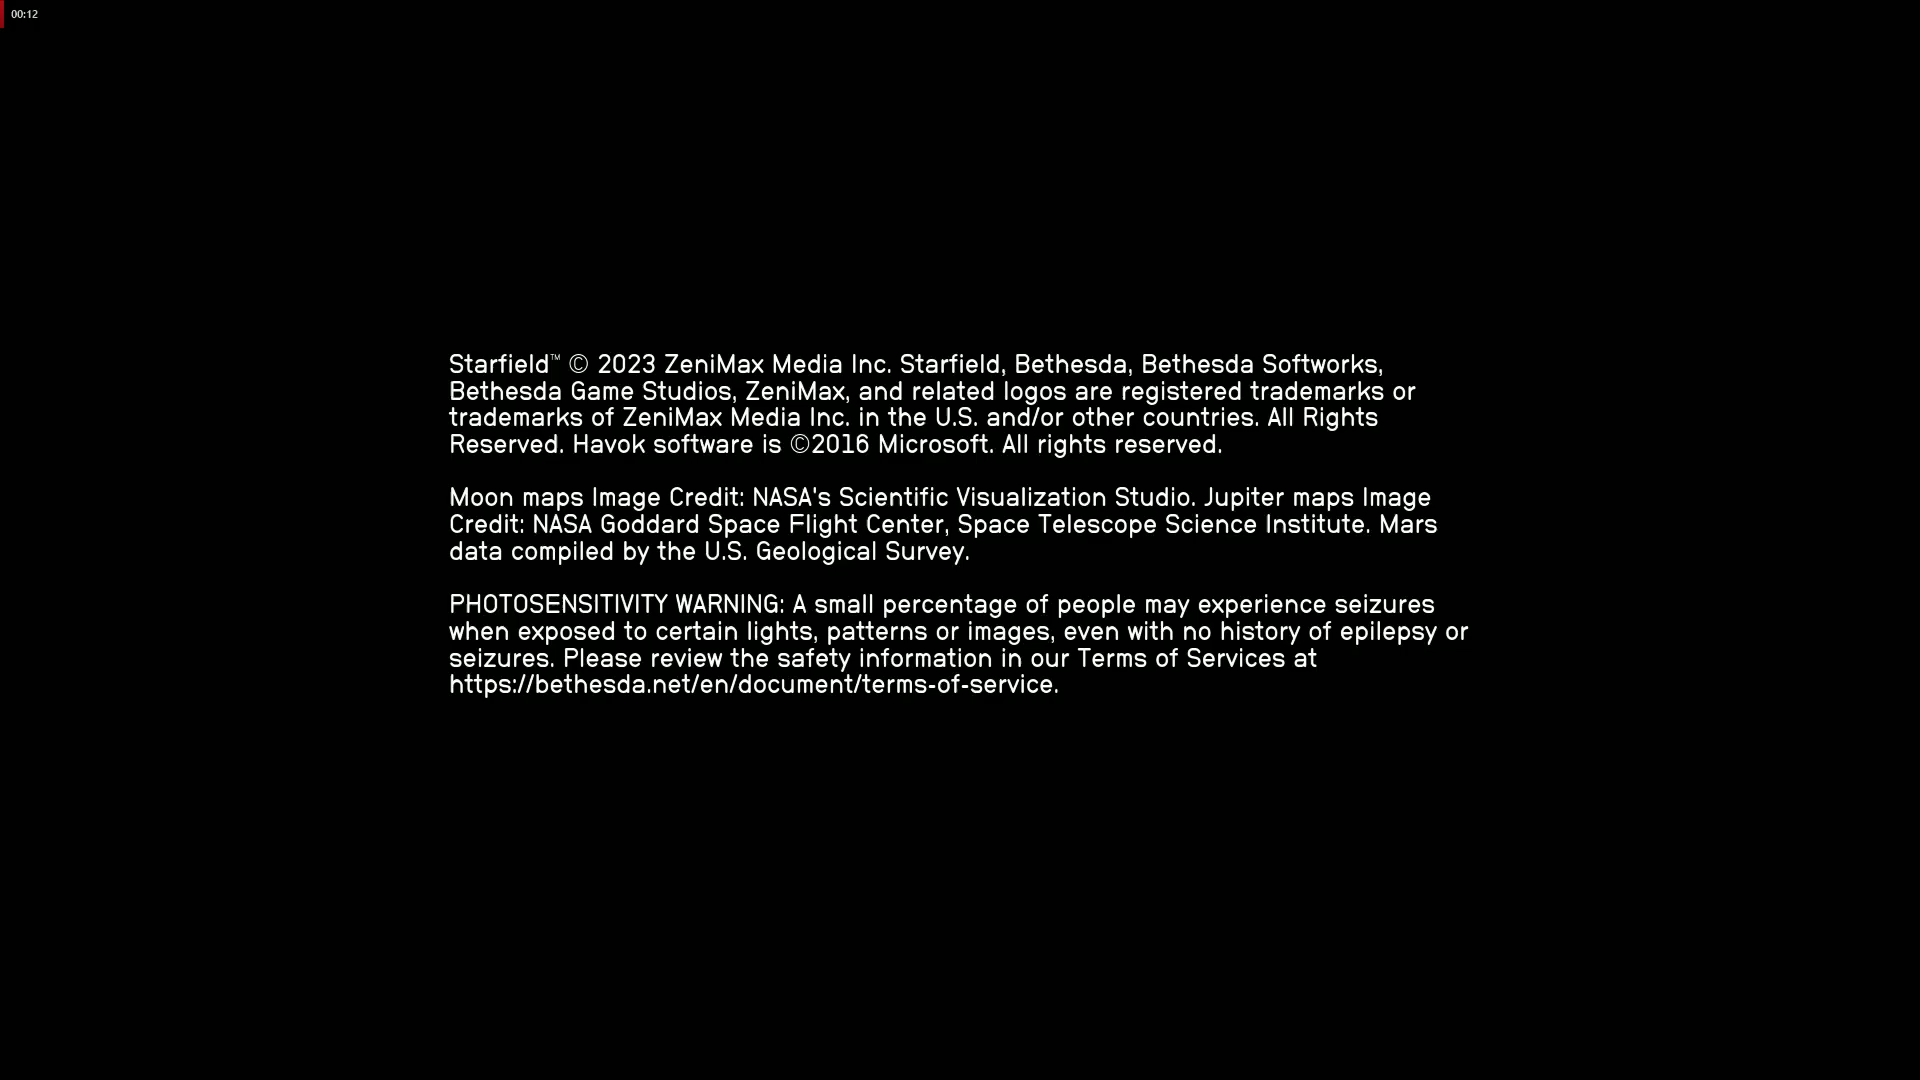 00:12
Starfield™ © 2023 ZeniMax Media Inc. Starfield, Bethesda, Bethesda Softworks,
Bethesda Game Studios, ZeniMax, and related logos are registered trademarks or
trademarks of ZeniMax Media Inc. in the U.S. and/or other countries. All Rights
Reserved. Havok software is ©2016 Microsoft. All rights reserved.
Moon maps Image Credit: NASA's Scientific Visualization Studio. Jupiter maps Image
Credit: NASA Goddard Space Flight Center, Space Telescope Science Institute. Mars
data compiled by the U.S. Geological Survey.
PHOTOSENSITIVITY WARNING: A small percentage of people may experience seizures
when exposed to certain lights, patterns or images, even with no history of epilepsy or
seizures. Please review the safety information in our Terms of Services at
https://bethesda.net/en/document/terms-of-service.